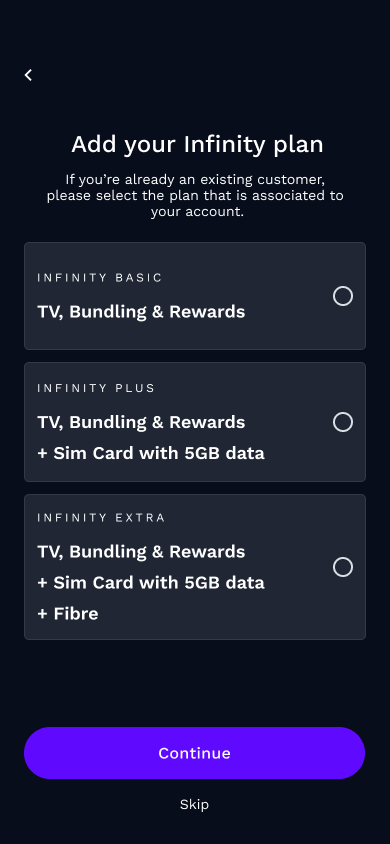 Add your Infinity plan
If you’re already an existing customer,
please select the plan that is associated to
your account.
INFINITY BASIC
TV, Bundling & Rewards
INFINITY PLUS
TV, Bundling & Rewards
+ Sim Card with 5GB data
INFINITY EXTRA
TV, Bundling & Rewards
+ Sim Card with 5GB data
+ Fibre
Continue
Skip